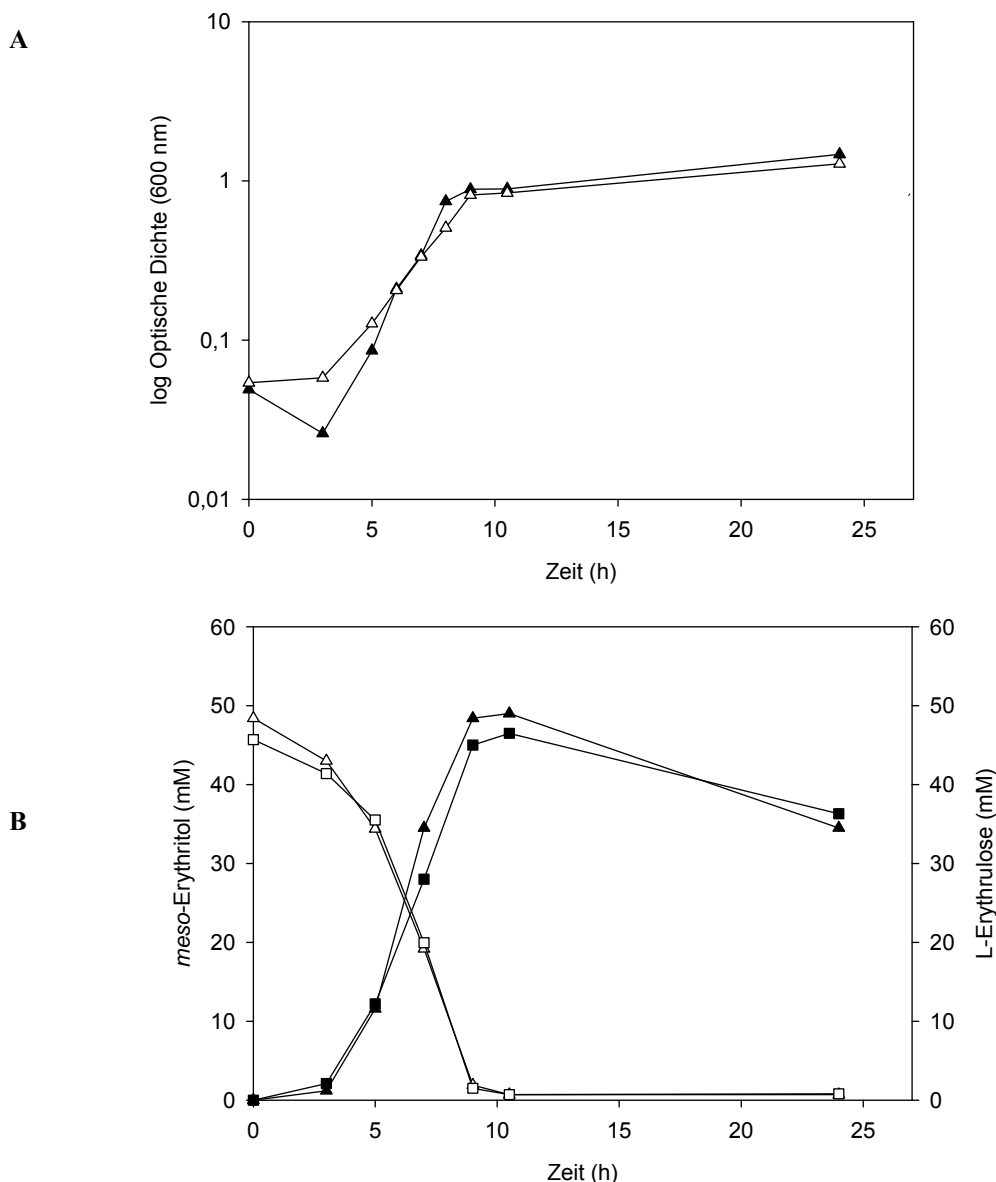 A
log Optische Dichte (600 nm)
10
1
0,1
0,01
0 5 10 15 20 25
Zeit (h)
B
meso-Erythritol (mM)
60 60
50 50
40 40
30 30
20 20
10 10
0 0
L-Erythrulose (mM)
0 5 10 15 20 25
Zeit (h)